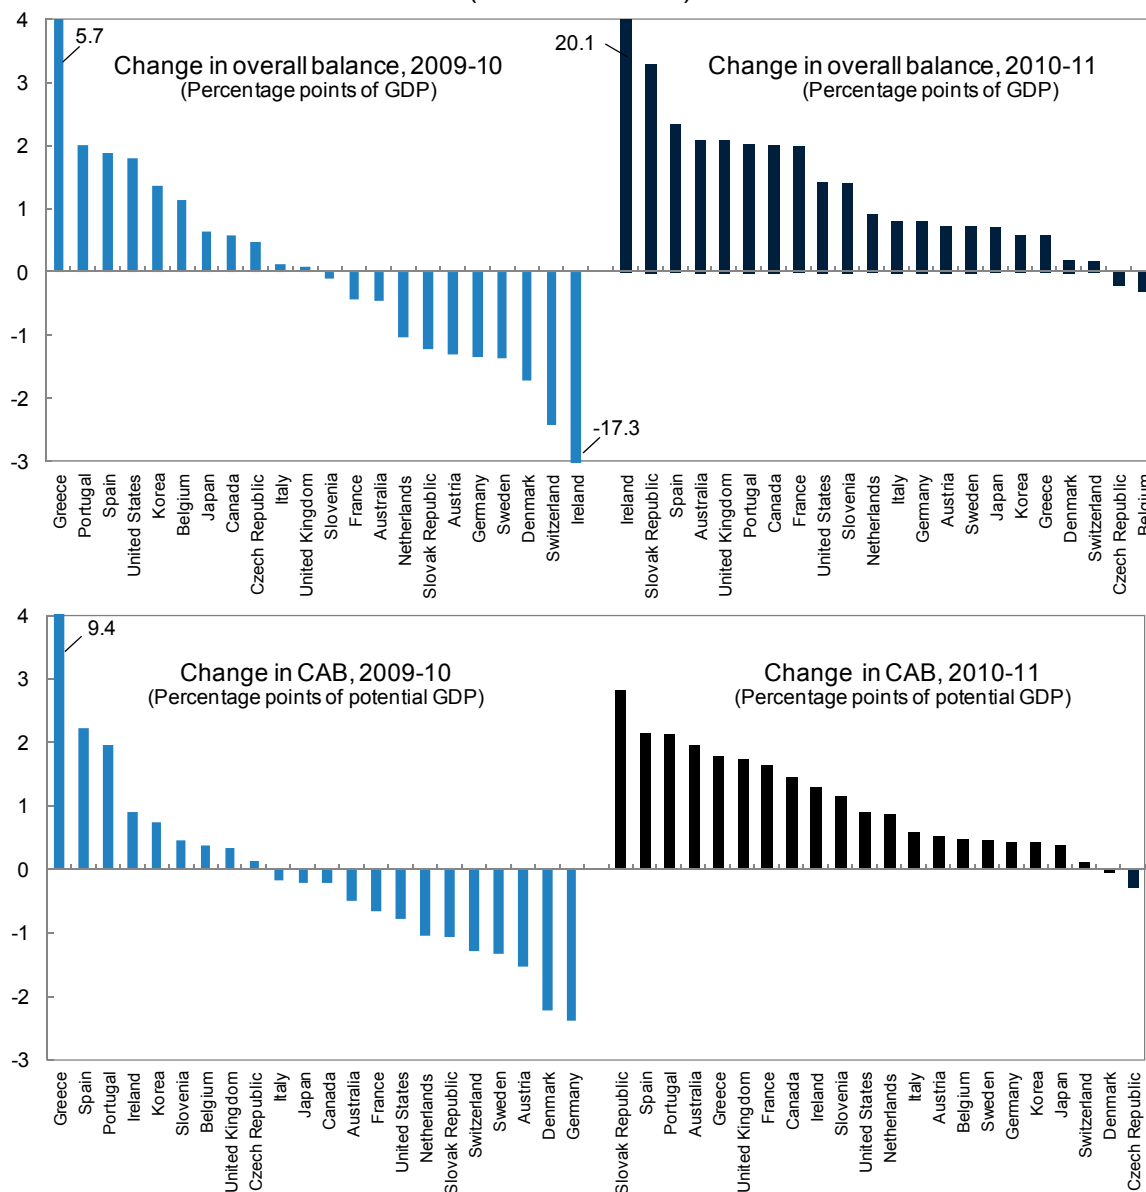 4
3
2
1
0
-1
-2
-3
5.7
Change in overall balance, 2009-10
(Percentage points of GDP)
-17.3
20.1
Change in overall balance, 2010-11
(Percentage points of GDP)
Greece
Portugal
Spain
United States
Korea
Belgium
Japan
Canada
Czech Republic
Italy
United Kingdom
Slovenia
France
Australia
Netherlands
Slovak Republic
Austria
Germany
Sweden
Denmark
Switzerland
Ireland
Ireland
Slovak Republic
Spain
Australia
United Kingdom
Portugal
Canada
France
United States
Slovenia
Netherlands
Italy
Germany
Austria
Sweden
Japan
Korea
Greece
Denmark
Switzerland
Czech Republic
Belgium
4
3
2
1
0
-1
-2
-3
9.4
Change in CAB, 2009-10
(Percentage points of potential GDP)
Change in CAB, 2010-11
(Percentage points of potential GDP)
Greece
Spain
Portugal
Ireland
Korea
Slovenia
Belgium
United Kingdom
Czech Republic
Italy
Japan
Canada
Australia
France
United States
Netherlands
Slovak Republic
Switzerland
Sweden
Austria
Denmark
Germany
Slovak Republic
Spain
Portugal
Australia
Greece
United Kingdom
France
Canada
Ireland
Slovenia
United States
Netherlands
Italy
Austria
Belgium
Sweden
Germany
Korea
Japan
Switzerland
Denmark
Czech Republic